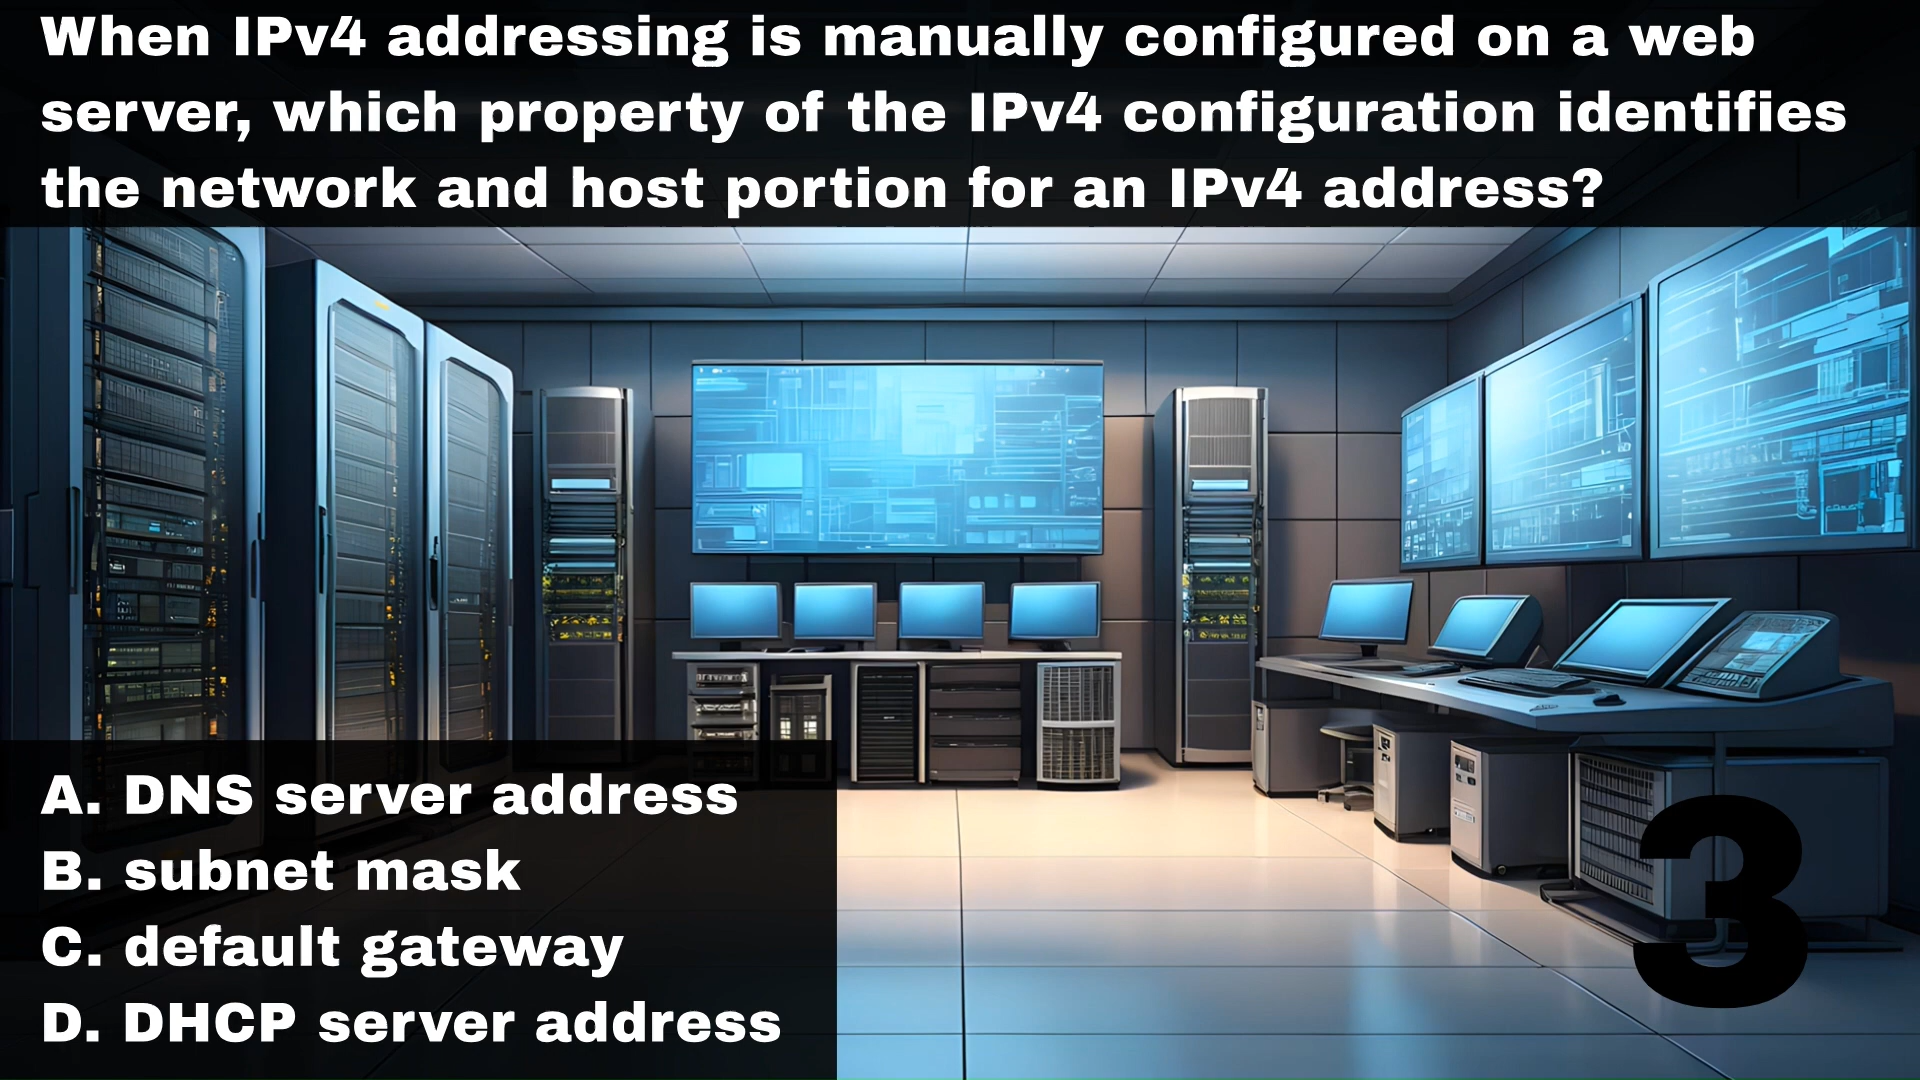 When IPv4 addressing is manually configured on a web
server, which property of the IPv4 configuration identifies
the network and host portion for an IPv4 address?
A. DNS server address
B. subnet mask
C. default gateway
D. DHCP server address
3